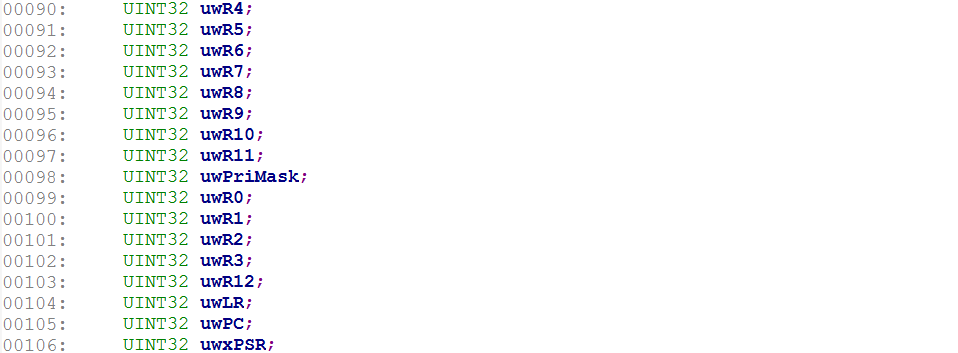 00090: UINT32 uwR4;
00091: UINT32 uwR5;
00092: UINT32 uwR6;
00093: UINT32 uwR7;
00094: UINT32 uwR8;
00095: UINT32 uwR9;
00096: UINT32 uwR10;
00097: UINT32 uwR11;
00098: UINT32 uwPriMask;
00099: UINT32 uwR0;
00100: UINT32 uwR1;
00101: UINT32 uwR2;
00102: UINT32 uwR3;
00103: UINT32 uwR12;
00104: UINT32 uwLR;
00105: UINT32 uwPC;
00106: UINT32 uwxPSR;